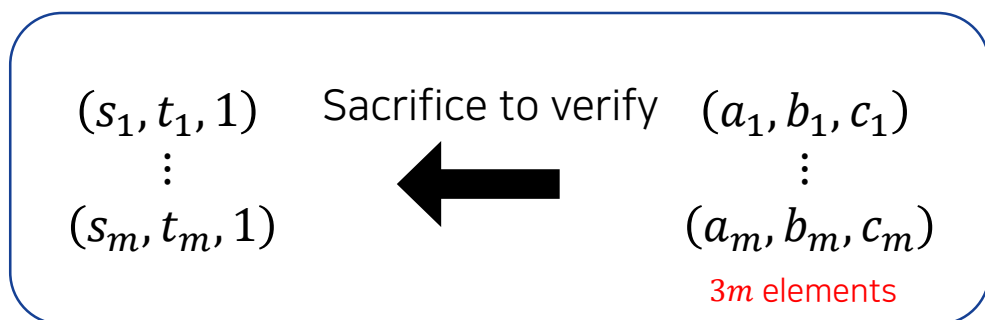 (s₁, t₁, 1) Sacrifice to verify (a₁, b₁, c₁)
⋮ ⋮
(sₘ, tₘ, 1) (aₘ, bₘ, cₘ)
3m elements